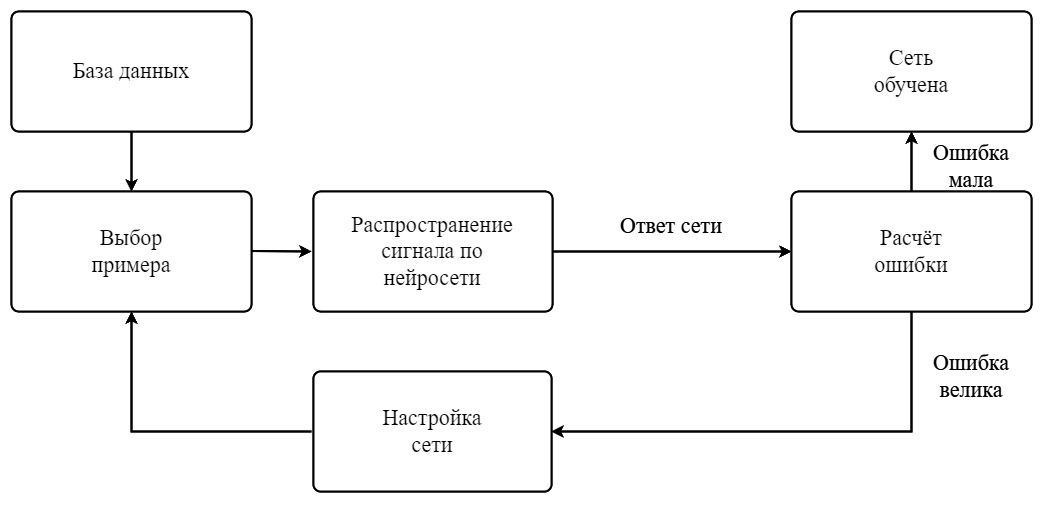 База данных
Сеть
обучена
Ошибка
мала
Выбор
примера
Распространение
сигнала по
нейросети
Ответ сети
Расчёт
ошибки
Ошибка
велика
Настройка
сети